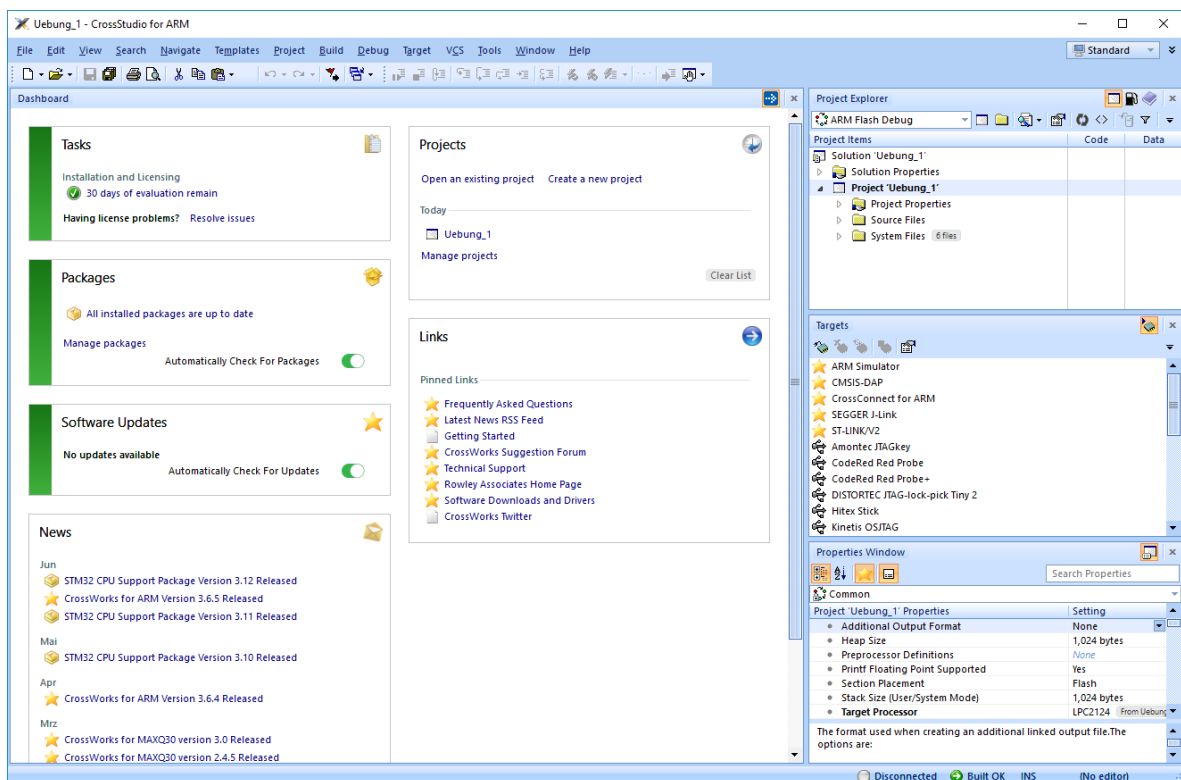 Uebung_1 - CrossStudio for ARM
File Edit View Search Navigate Templates Project Build Debug Target VCS Tools Window Help
Standard
Dashboard
Tasks
Installation and Licensing
30 days of evaluation remain
Having license problems? Resolve issues
Packages
All installed packages are up to date
Manage packages
Automatically Check For Packages
Software Updates
No updates available
Automatically Check For Updates
News
Jun
STM32 CPU Support Package Version 3.12 Released
CrossWorks for ARM Version 3.6.5 Released
STM32 CPU Support Package Version 3.11 Released
Mai
STM32 CPU Support Package Version 3.10 Released
Apr
CrossWorks for ARM Version 3.6.4 Released
Mrz
CrossWorks for MAXQ30 version 3.0 Released
CrossWorks for MAXQ30 version 2.4.5 Released
Projects
Open an existing project Create a new project
Today
Uebung_1
Manage projects
Clear List
Links
Pinned Links
Frequently Asked Questions
Latest News RSS Feed
Getting Started
CrossWorks Suggestion Forum
Technical Support
Rowley Associates Home Page
Software Downloads and Drivers
CrossWorks Twitter
Project Explorer
ARM Flash Debug
Project Items Code Data
Solution 'Uebung_1'
Solution Properties
Project 'Uebung_1'
Project Properties
Source Files
System Files 6 files
Targets
ARM Simulator
CMSIS-DAP
CrossConnect for ARM
SEGGER J-Link
ST-LINK/V2
Amontec JTAGkey
CodeRed Red Probe
CodeRed Red Probe+
DISTORTEC JTAG-lock-pick Tiny 2
Hitex Stick
Kinetis OSJTAG
Properties Window
Search Properties
Common
Project 'Uebung_1' Properties Setting
Additional Output Format None
Heap Size 1,024 bytes
Preprocessor Definitions None
Printf Floating Point Supported Yes
Section Placement Flash
Stack Size (User/System Mode) 1,024 bytes
Target Processor LPC2124 From Uebung
The format used when creating an additional linked output file.The
options are:
Disconnected Built OK INS (No editor)